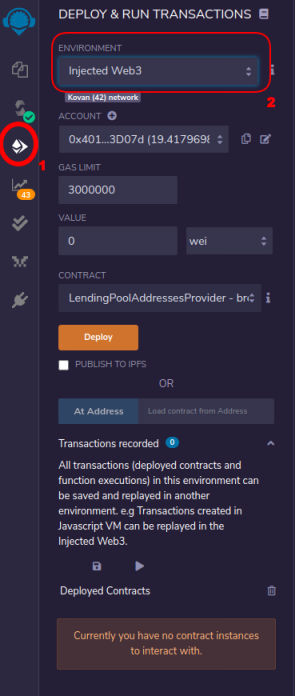 DEPLOY & RUN TRANSACTIONS
ENVIRONMENT
Injected Web3
i
Kovan (42) network
2
ACCOUNT
0x401...3D07d (19.417969
1
GAS LIMIT
3000000
43
VALUE
0 wei
CONTRACT
LendingPoolAddressesProvider - br
i
Deploy
PUBLISH TO IPFS
OR
At Address Load contract from Address
Transactions recorded 0
All transactions (deployed contracts and
function executions) in this environment can
be saved and replayed in another
environment. e.g Transactions created in
Javascript VM can be replayed in the
Injected Web3.
Deployed Contracts
Currently you have no contract instances
to interact with.